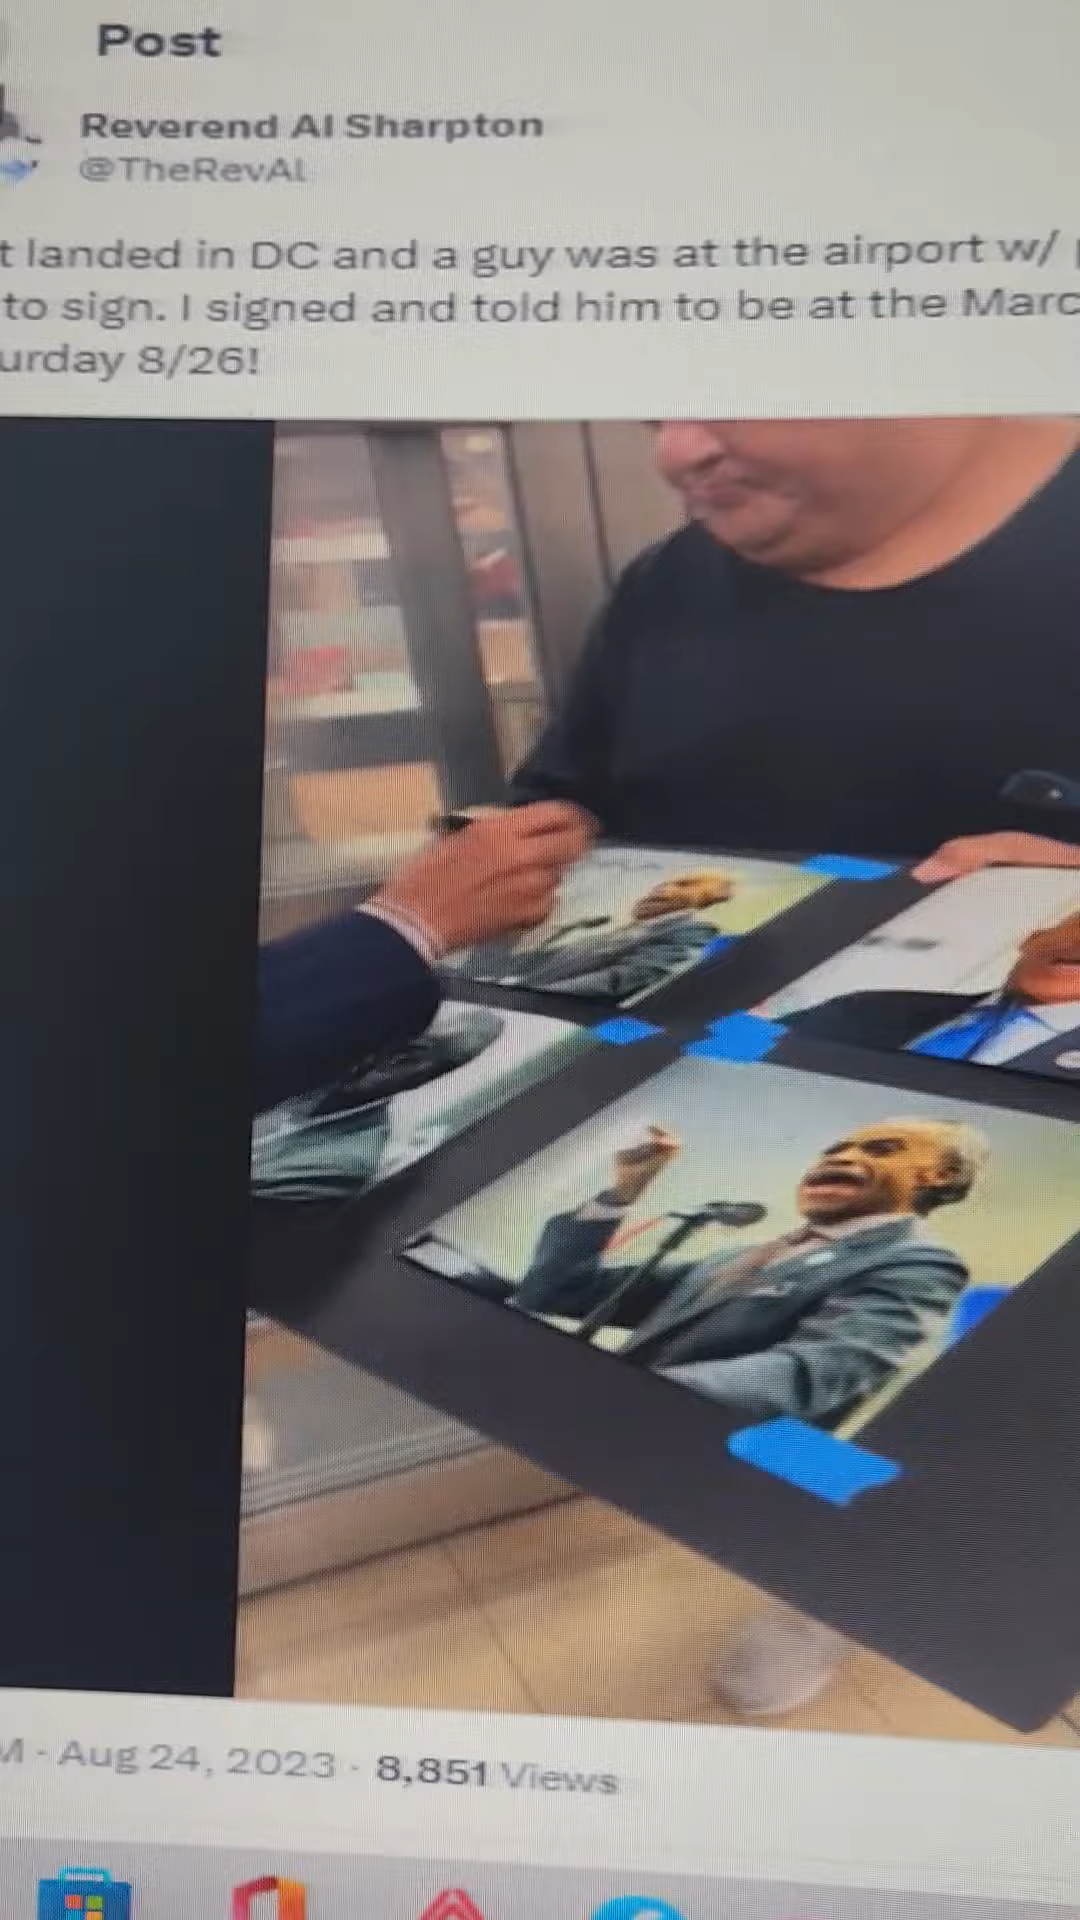 Post
Reverend Al Sharpton
@TheRevAl
t landed in DC and a guy was at the airport w/
to sign. I signed and told him to be at the Marc
urday 8/26!
M · Aug 24, 2023 · 8,851 Views